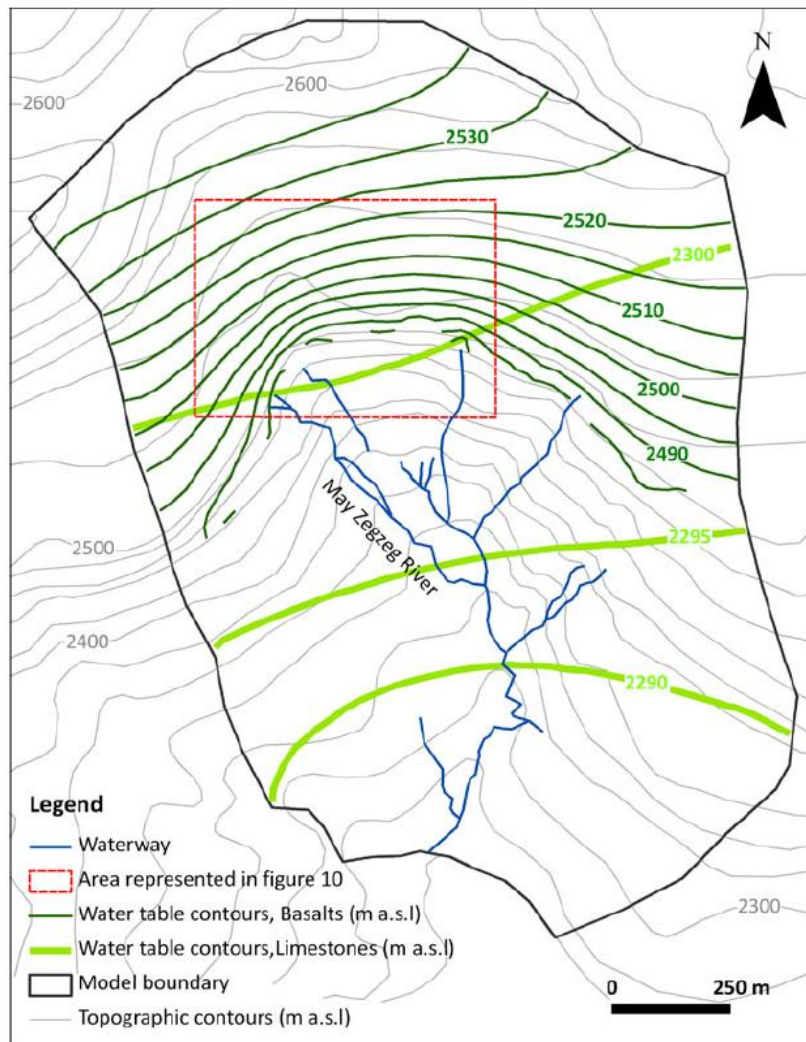 N
2600
2600
2530
2520
2300
2510
2500
2490
May Zegzeg River
2500
2295
2400
2290
Legend
Waterway
Area represented in figure 10
Water table contours, Basalts (m a.s.l)
Water table contours,Limestones (m a.s.l)
Model boundary
Topographic contours (m a.s.l)
2300
0 250 m